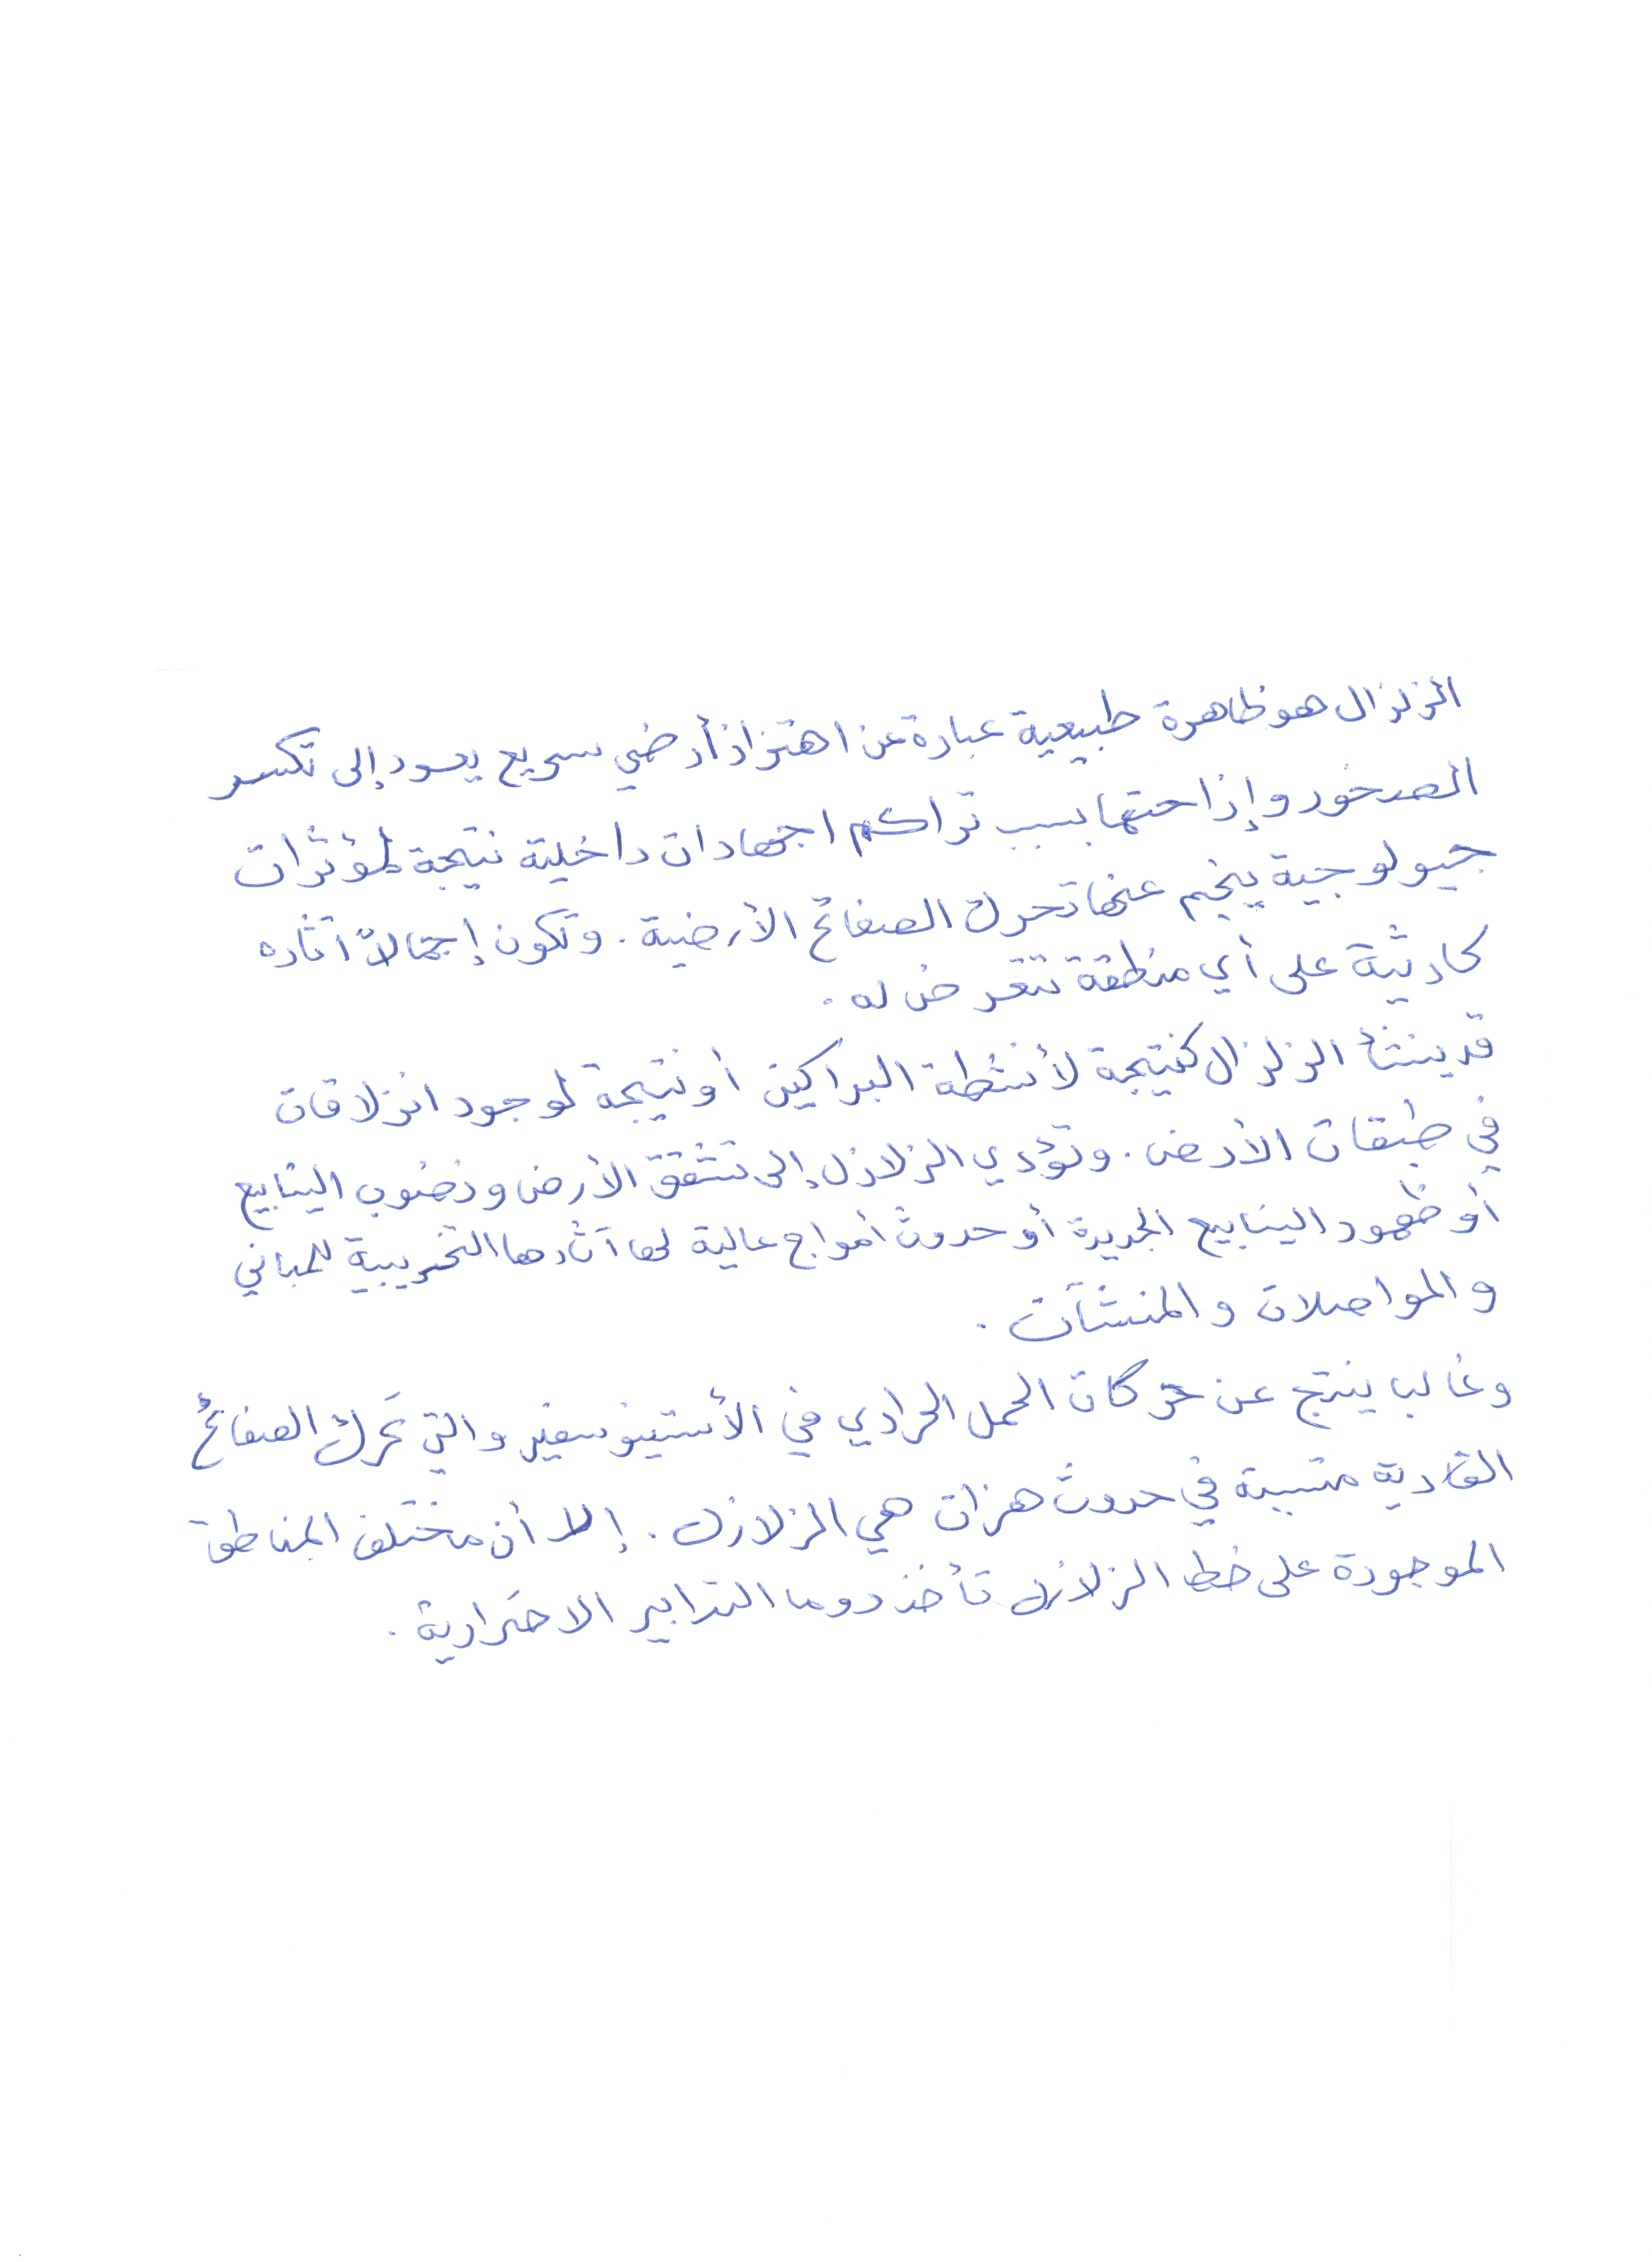 الزلزال هو ظاهرة طبيعية عبارة عن اهتزاز أرضي سريع يعود إلى تكسر
الصخور وإزاحتها بسبب تراكم اجهادات داخلية نتيجة لمؤثرات
جيولوجية ينجم عنها تحرك الصفائح الأرضية. وتكون إجمالاً اثاره
كارثية على أي منطقة تتعرض له.
قد ينشأ الزلزال كنتيجة لأنشطة البراكين أو نتيجة لوجود انزلاقات
في طبقات الأرض. وتؤدي الزلازل إلى تشقق الأرض ونضوب الينابيع
أو ظهور الينابيع الجديدة أو حدوث أمواج عالية لها آثارها التخريبية للمباني
والمواصلات والمنشآت.
وغالبا ينتج عن حركات الحمل الحراري في الأستينوسفير والتي تحرك الصفائح
القارية متسببة في حدوث هزات هي الزلازل. إلا أن مختلف المناطق
الموجودة على خط الزلازل تأخذ دوما التدابير الاحترازية.